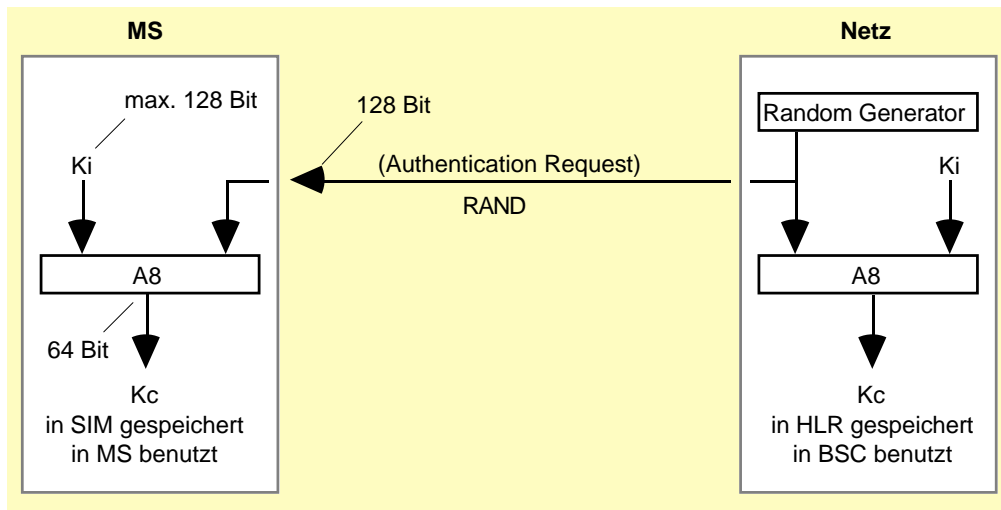 MS
max. 128 Bit
Ki
A8
64 Bit
Kc
in SIM gespeichert
in MS benutzt
128 Bit
(Authentication Request)
RAND
Netz
Random Generator
Ki
A8
Kc
in HLR gespeichert
in BSC benutzt